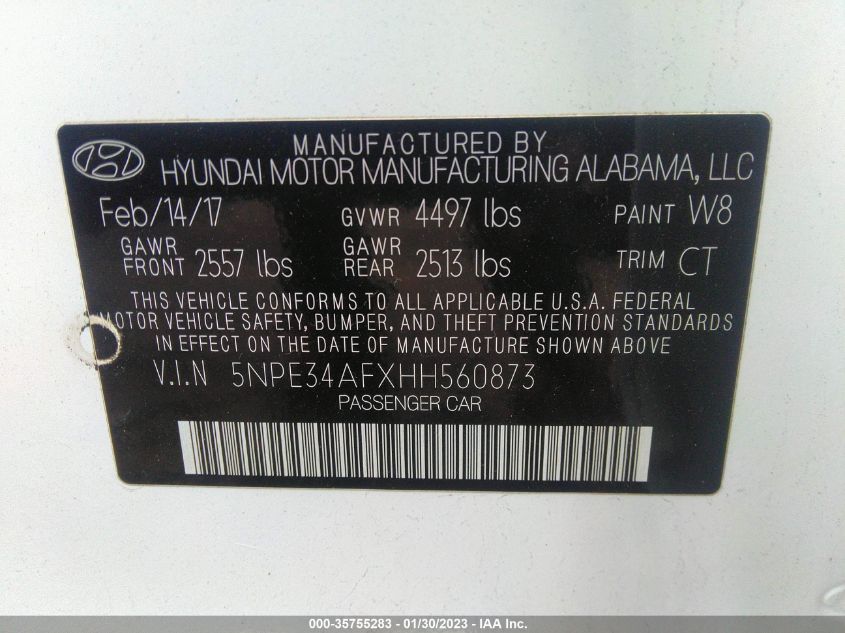 MANUFACTURED BY
HYUNDAI MOTOR MANUFACTURING ALABAMA, LLC
Feb/14/17 GVWR 4497 lbs PAINT W8
GAWR FRONT 2557 lbs GAWR REAR 2513 lbs TRIM CT
THIS VEHICLE CONFORMS TO ALL APPLICABLE U.S.A. FEDERAL
MOTOR VEHICLE SAFETY, BUMPER, AND THEFT PREVENTION STANDARDS
IN EFFECT ON THE DATE OF MANUFACTURE SHOWN ABOVE
V.I.N 5NPE34AFXHH560873
PASSENGER CAR
000-35755283 - 01/30/2023 - IAA Inc.